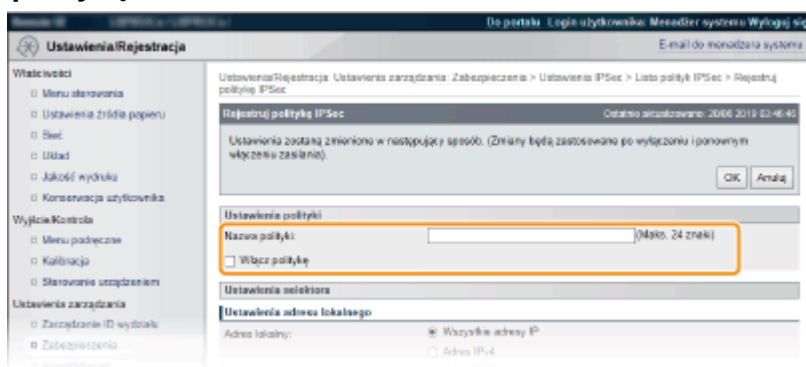 Do portalu Login użytkownika: Menedżer systemu Wyloguj się
Ustawienia/Rejestracja
E-mail do menedżera systemu
Właściwości
Menu sterowania
Ustawienia źródła papieru
Sieć
Układ
Jakość wydruku
Konserwacja użytkownika
Wyjście/Kontrola
Menu podręczne
Kalibracja
Sterowanie urządzeniem
Ustawienia zarządzania
Zarządzanie ID wydziału
Zabezpieczenia
Ustawienia/Rejestracja: Ustawienia zarządzania: Zabezpieczenia > Ustawienia IPSec > Lista polityk IPSec > Rejestruj
politykę IPSec
Rejestruj politykę IPSec
Ostatnio aktualizowano: 20/06 2019 03:46:46
Ustawienia zostaną zmienione w następujący sposób. (Zmiany będą zastosowane po wyłączeniu i ponownym
włączeniu zasilania).
OK Anuluj
Ustawienia polityki
Nazwa polityki: (Maks. 24 znaki)
Włącz politykę
Ustawienia selektora
Ustawienia adresu lokalnego
Adres lokalny: Wszystkie adresy IP
Adres IPv4